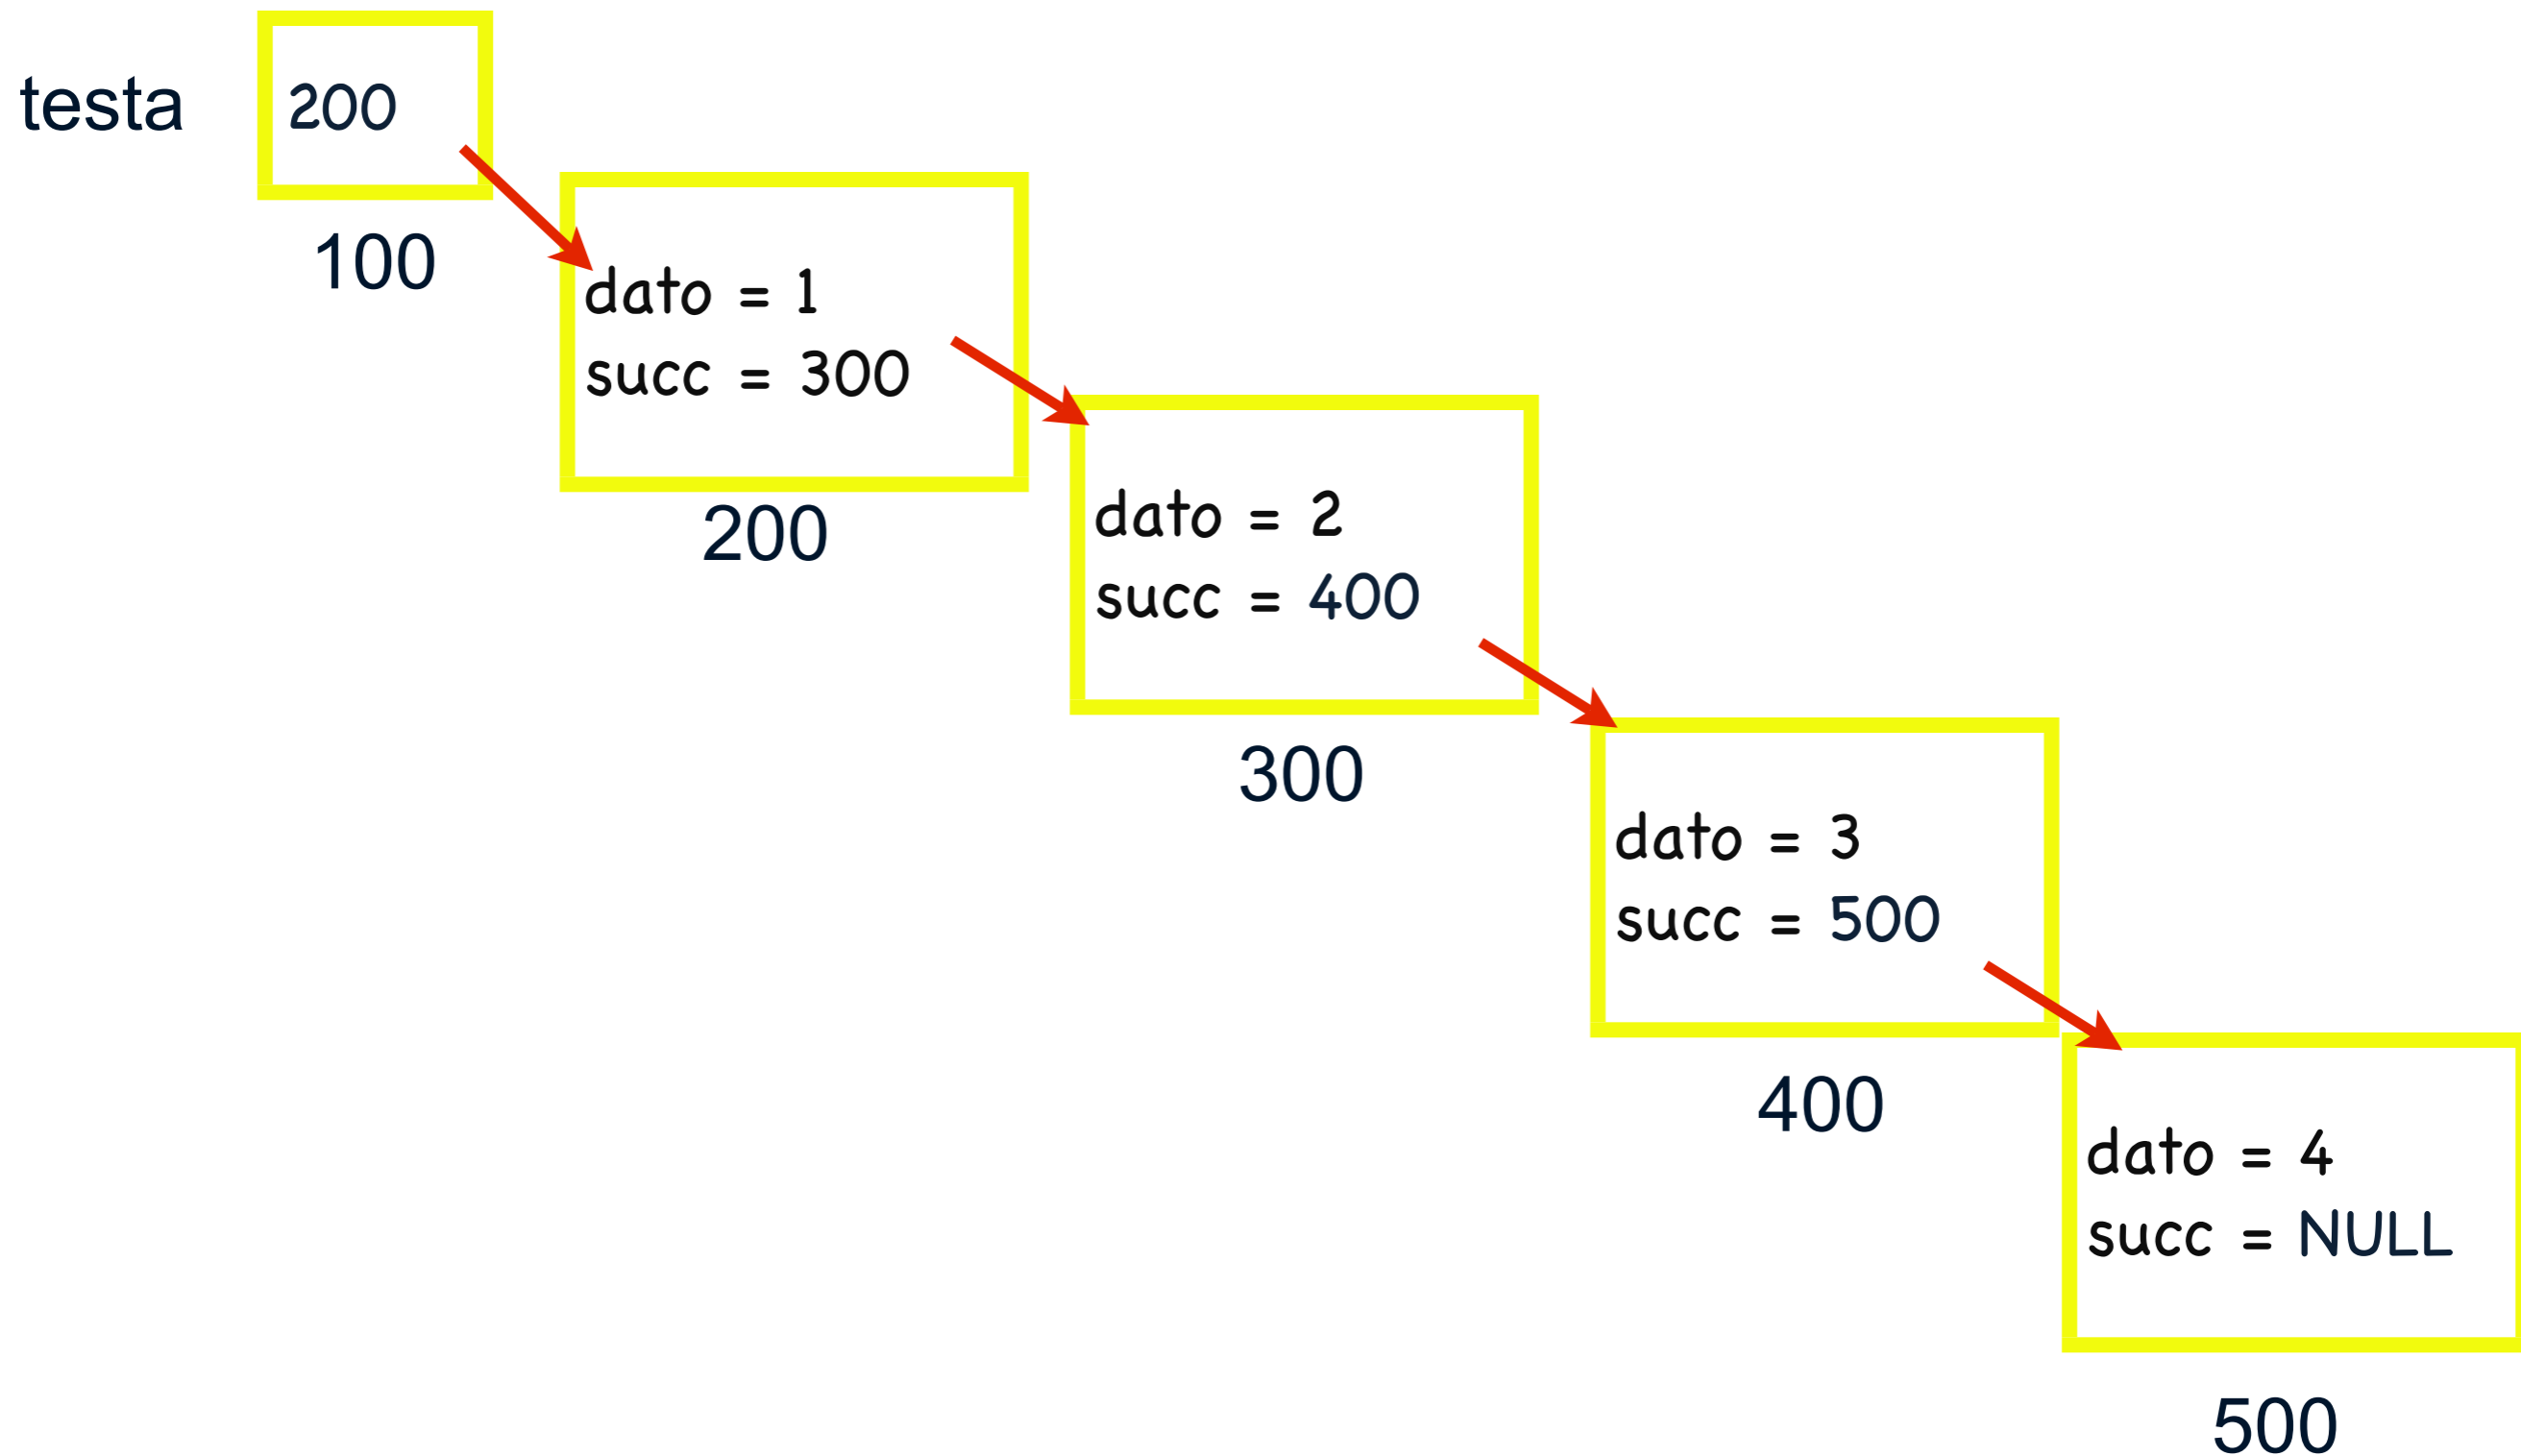 testa
200
100
dato = 1
succ = 300
200
dato = 2
succ = 400
300
dato = 3
succ = 500
400
dato = 4
succ = NULL
500